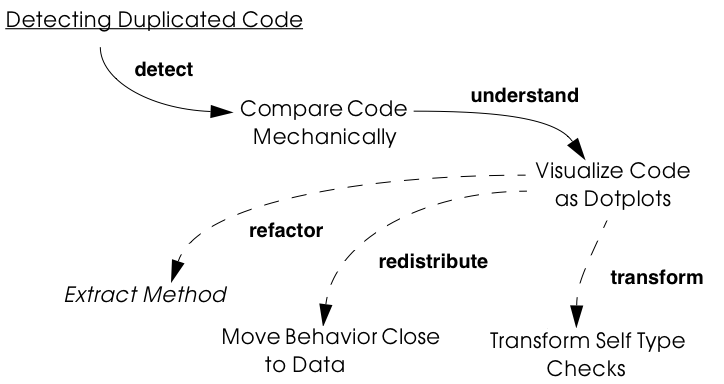 Detecting Duplicated Code
detect
Compare Code
Mechanically
understand
Visualize Code
as Dotplots
refactor
redistribute
transform
Extract Method
Move Behavior Close
to Data
Transform Self Type
Checks